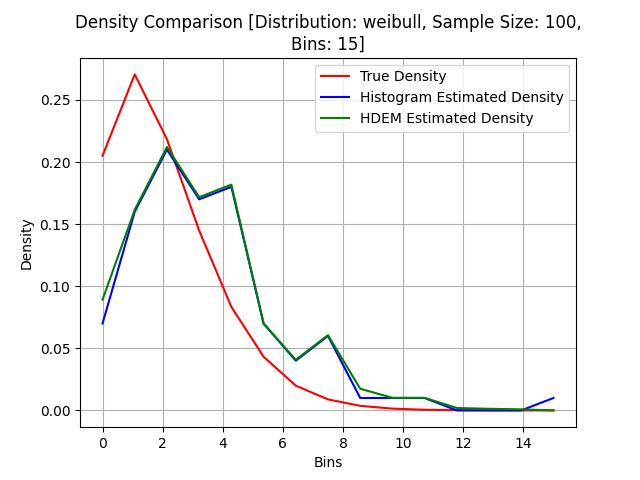 Density Comparison [Distribution: weibull, Sample Size: 100,
Bins: 15]
True Density
Histogram Estimated Density
HDEM Estimated Density
Density
0.25
0.20
0.15
0.10
0.05
0.00
0 2 4 6 8 10 12 14
Bins